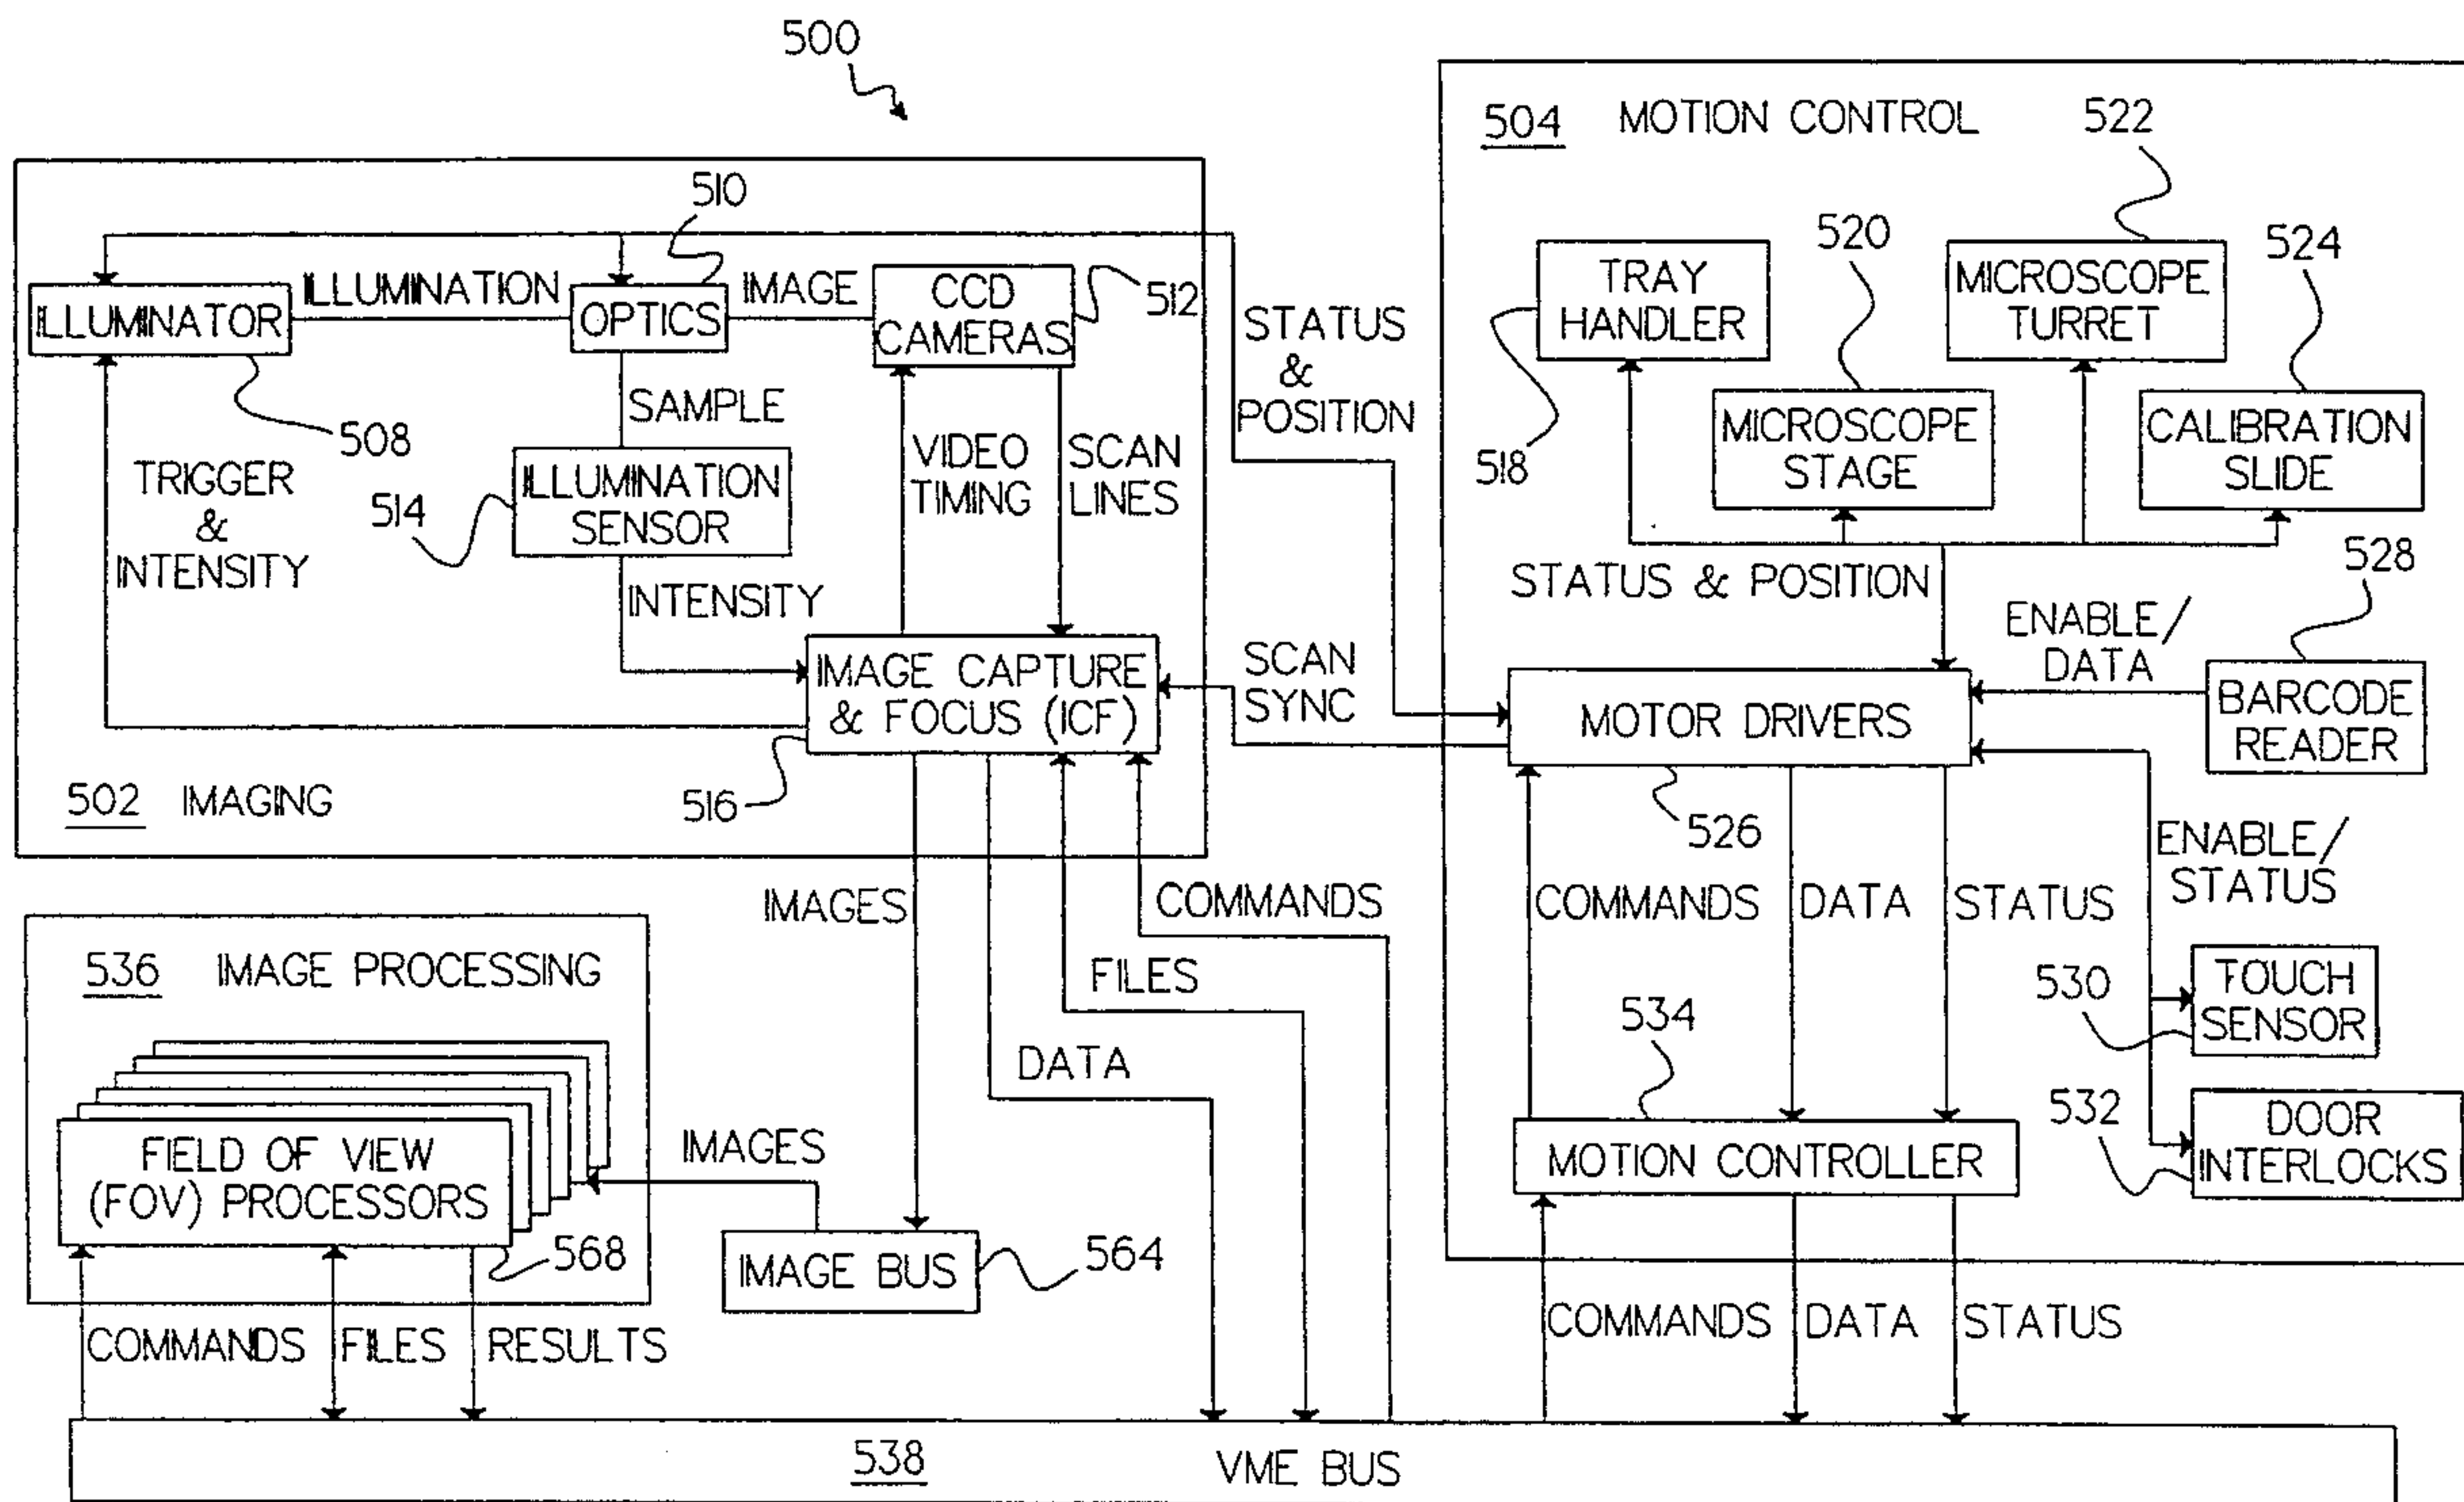 500
504 MOTION CONTROL
522
510
520
524
TRAY
HANDLER
MICROSCOPE
TURRET
518
MICROSCOPE
STAGE
CALIBRATION
SLIDE
STATUS & POSITION
528
ENABLE/
DATA
BARCODE
READER
MOTOR DRIVERS
526
ENABLE/
STATUS
COMMANDS
DATA
STATUS
530
TOUCH
SENSOR
534
532
DOOR
INTERLOCKS
MOTION CONTROLLER
COMMANDS
DATA
STATUS
STATUS
&
POSITION
SCAN
SYNC
ILLUMINATOR
ILLUMINATION
OPTICS
IMAGE
CCD
CAMERAS
512
508
SAMPLE
TRIGGER
&
INTENSITY
514
ILLUMINATION
SENSOR
VIDEO
TIMING
SCAN
LINES
INTENSITY
IMAGE CAPTURE
& FOCUS (ICF)
516
502 IMAGING
IMAGES
COMMANDS
FILES
DATA
536 IMAGE PROCESSING
FIELD OF VIEW
(FOV) PROCESSORS
568
IMAGES
IMAGE BUS
564
COMMANDS
FILES
RESULTS
538 VME BUS